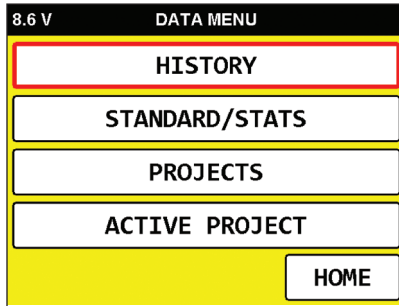 8.6 V DATA MENU
HISTORY
STANDARD/STATS
PROJECTS
ACTIVE PROJECT
HOME